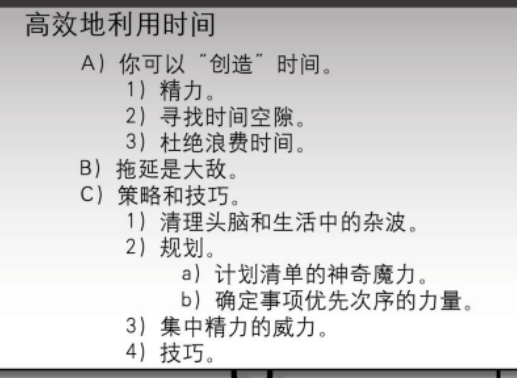 高效地利用时间
A）你可以“创造”时间。
1）精力。
2）寻找时间空隙。
3）杜绝浪费时间。
B）拖延是大敌。
C）策略和技巧。
1）清理头脑和生活中的杂波。
2）规划。
a）计划清单的神奇魔力。
b）确定事项优先次序的力量。
3）集中精力的威力。
4）技巧。